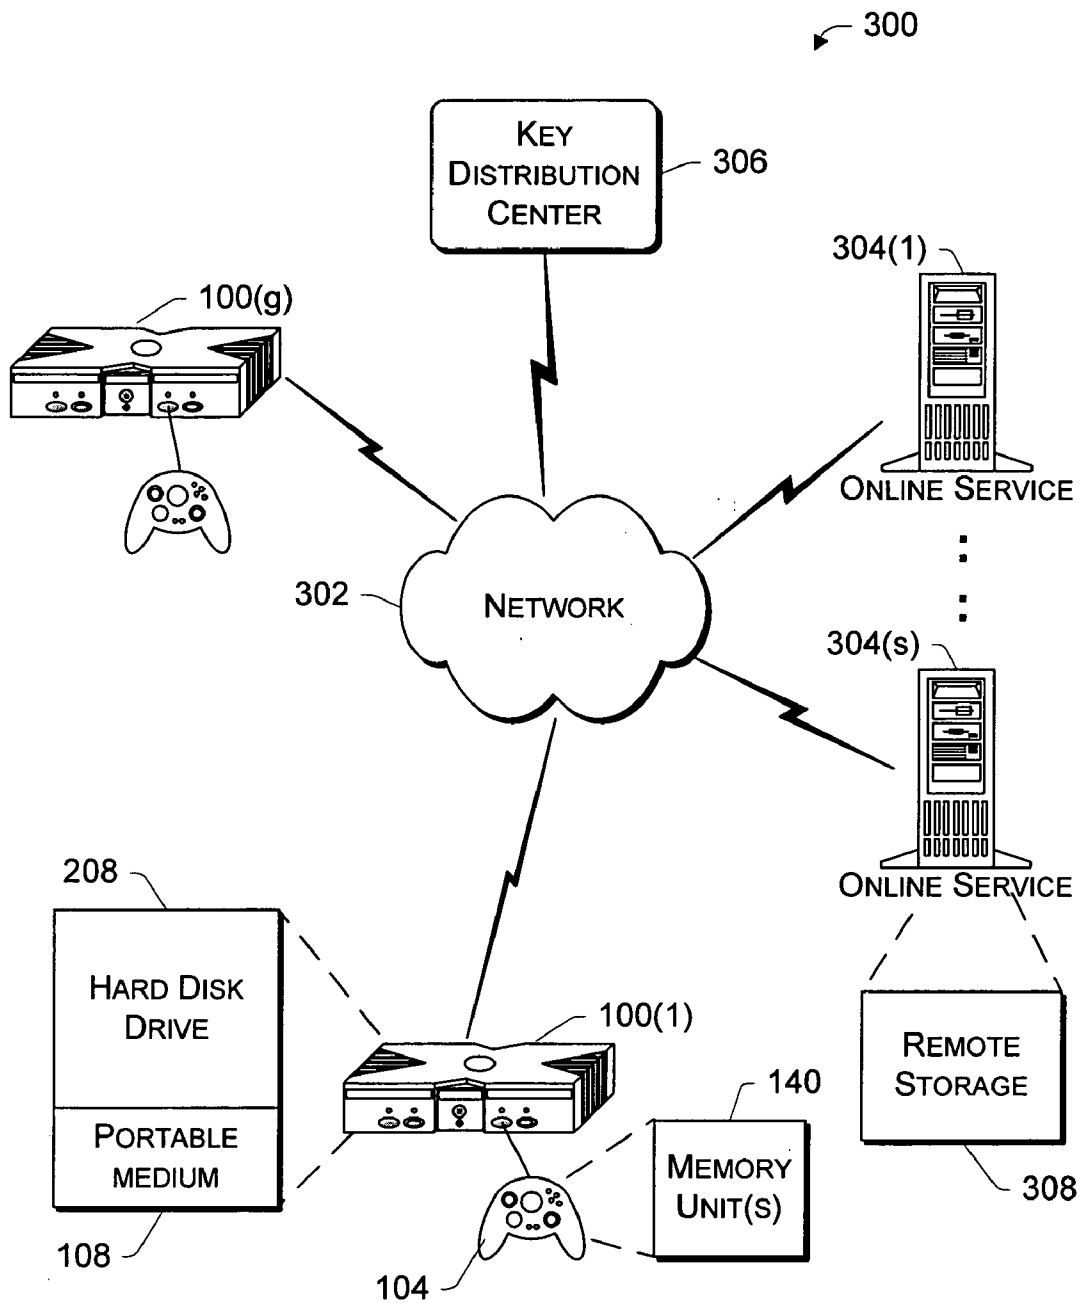 300
KEY
DISTRIBUTION
CENTER
306
304(1)
100(g)
ONLINE SERVICE
302
NETWORK
304(s)
ONLINE SERVICE
208
HARD DISK
DRIVE
PORTABLE
MEDIUM
108
100(1)
104
140
MEMORY
UNIT(S)
REMOTE
STORAGE
308